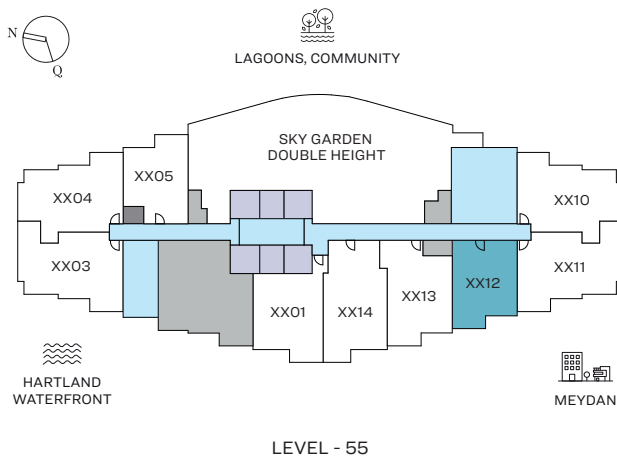 N
Q
LAGOONS, COMMUNITY
SKY GARDEN
DOUBLE HEIGHT
XX05
XX04
XX10
XX03
XX11
XX12
XX13
XX01
XX14
HARTLAND
WATERFRONT
MEYDAN
LEVEL - 55